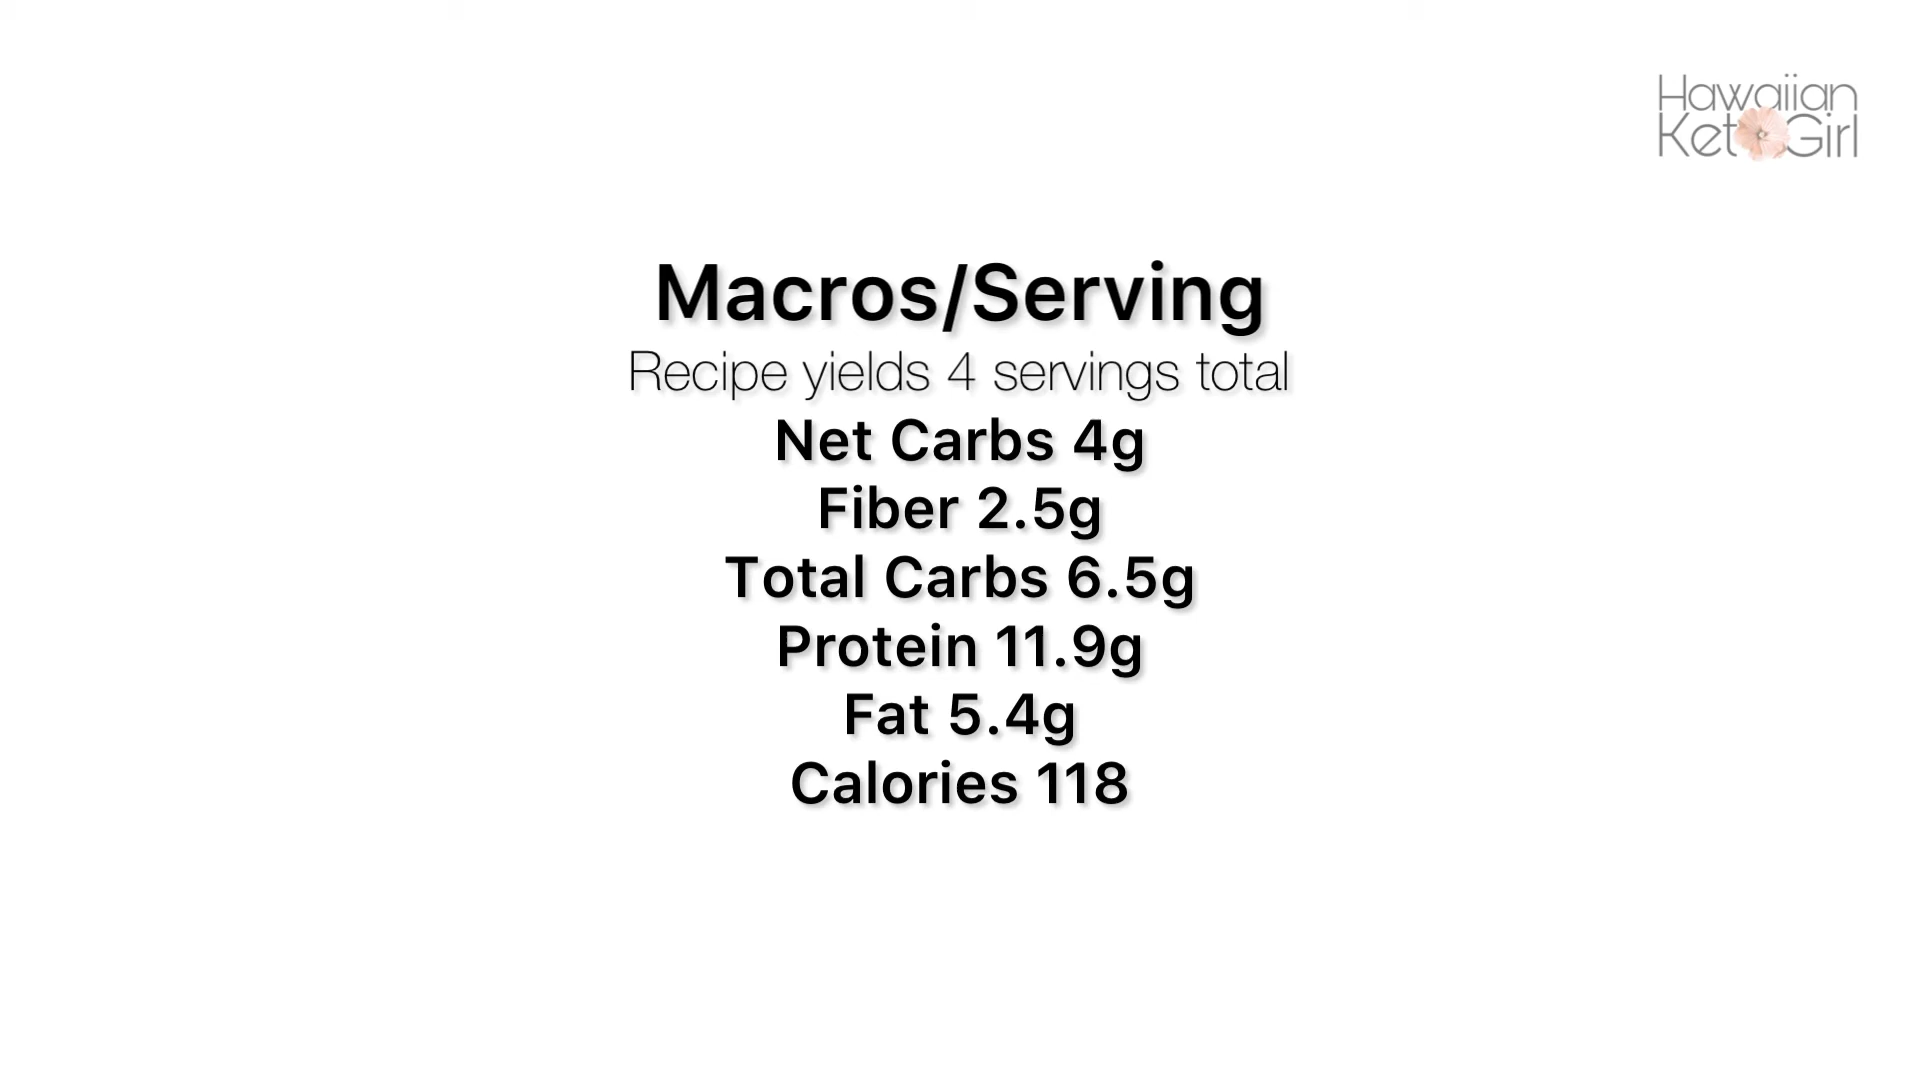 Hawaiian
Keto Girl
Macros/Serving
Recipe yields 4 servings total
Net Carbs 4g
Fiber 2.5g
Total Carbs 6.5g
Protein 11.9g
Fat 5.4g
Calories 118